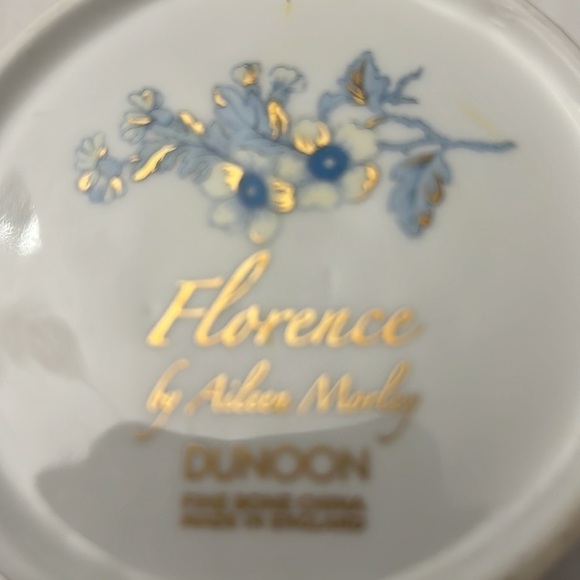 Florence
by Aileen Morley
DUNOON
FINE BONE CHINA
MADE IN ENGLAND